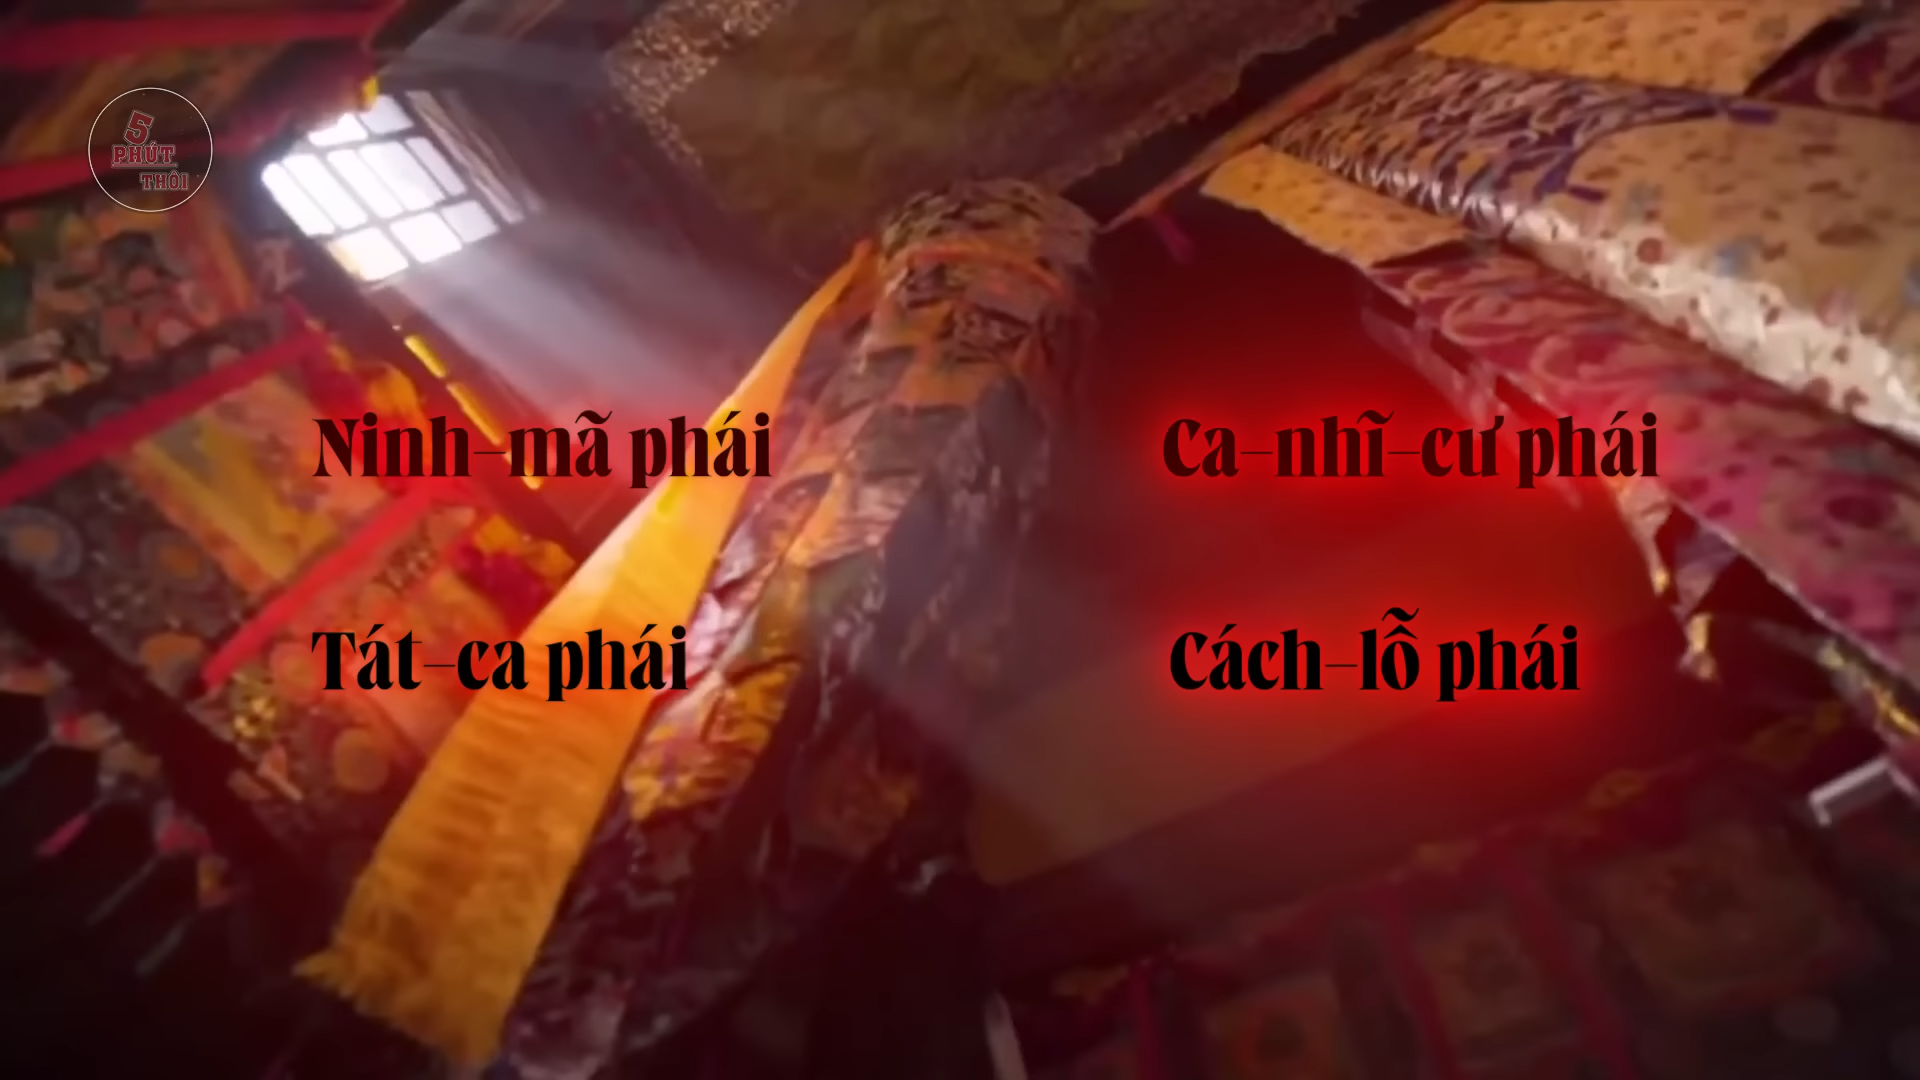 5
PHÚT
THÔI
Ninh-mã phái
Ca-nhĩ-cư phái
Tát-ca phái
Cách-lỗ phái